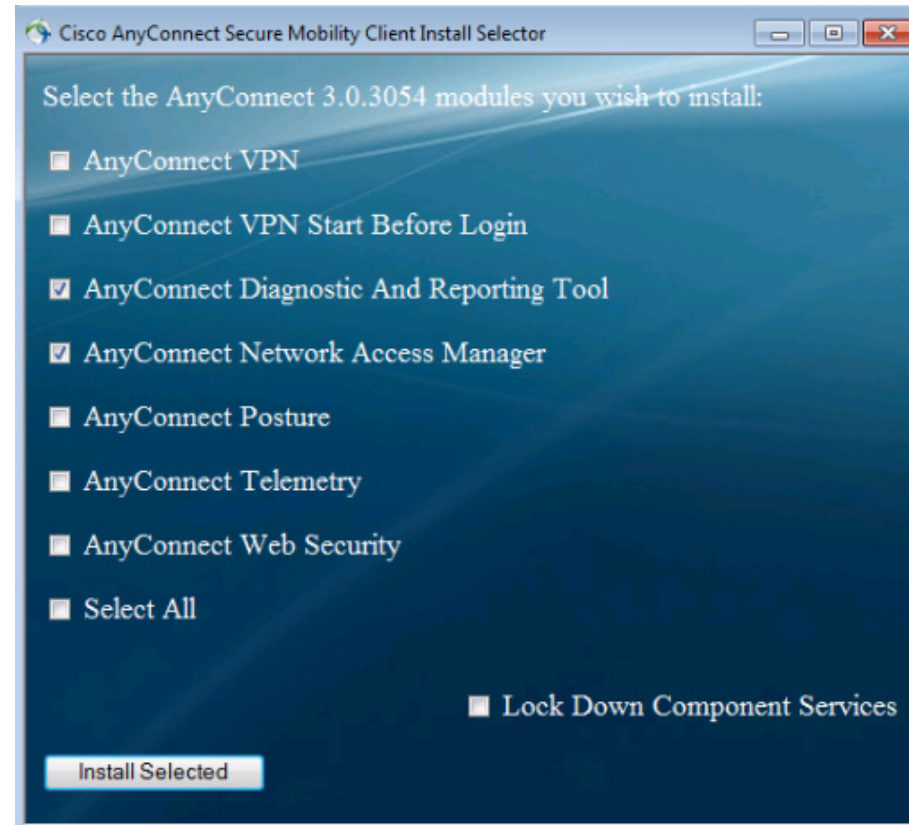 Cisco AnyConnect Secure Mobility Client Install Selector
Select the AnyConnect 3.0.3054 modules you wish to install:
AnyConnect VPN
AnyConnect VPN Start Before Login
AnyConnect Diagnostic And Reporting Tool
AnyConnect Network Access Manager
AnyConnect Posture
AnyConnect Telemetry
AnyConnect Web Security
Select All
Lock Down Component Services
Install Selected